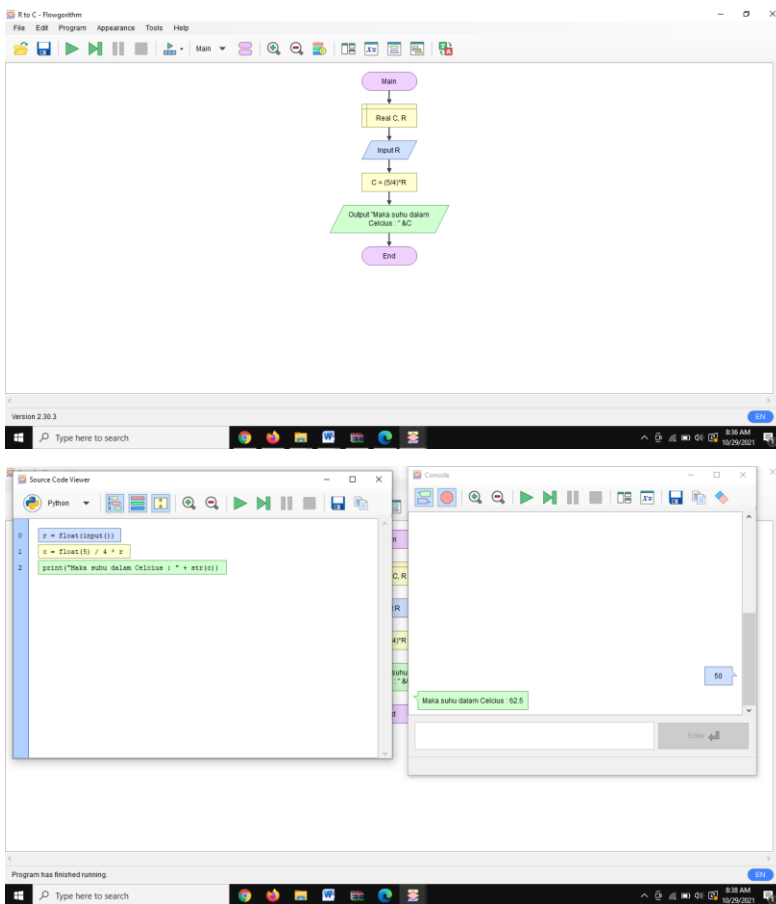 R to C - Flowgorithm
File Edit Program Appearance Tools Help
Main
Main
Real C, R
Input R
C = (5/4)*R
Output "Maka suhu dalam
Celcius : " &C
End
Version 2.30.3
EN
Type here to search
8:36 AM
10/29/2021
Source Code Viewer
Python
0 r = float(input())
1 c = float(5) / 4 * r
2 print("Maka suhu dalam Celcius : " + str(c))
n
C, R
R
4)*R
suhu
: " &
d
Console
50
Maka suhu dalam Celcius : 62.5
Enter
Program has finished running.
EN
Type here to search
8:38 AM
10/29/2021